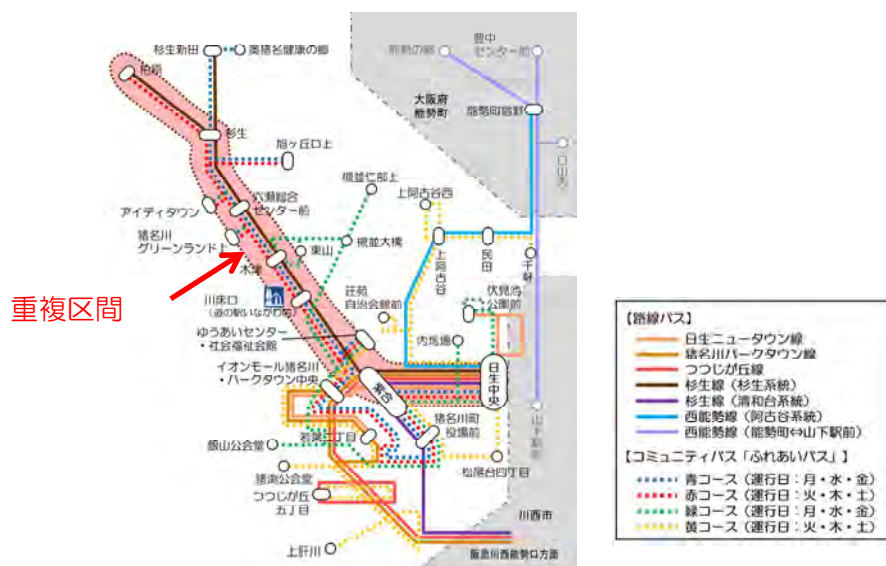 杉生新田
奥猪名健康の郷
柏原
杉生
旭ヶ丘口上
槻並仁部上
アイディタウン
六瀬総合
センター前
猪名川
グリーンランド上
木津
東山
槻並大橋
重複区間
川床口
(道の駅いながわ前)
荘苑
自治会館前
ゆうあいセンター
・社会福祉会館
イオンモール猪名川
・パークタウン中央
紫合
日生中央
若葉二丁目
猪名川町
役場前
飯山公会堂
猪渕公会堂
つつじが丘
五丁目
上肝川
松尾台四丁目
内馬場
伏見池
公園前
上阿古谷西
上阿古谷
民田
千軒
豊中
センター前
能勢の郷
大阪府
能勢町
能勢町宿野
山下駅前
川西市
阪急川西能勢口方面
【路線バス】
日生ニュータウン線
猪名川パークタウン線
つつじが丘線
杉生線(杉生系統)
杉生線(清和台系統)
西能勢線(阿古谷系統)
西能勢線(能勢町⇔山下駅前)
【コミュニティバス「ふれあいバス」】
青コース(運行日:月・水・金)
赤コース(運行日:火・木・土)
緑コース(運行日:月・水・金)
黄コース(運行日:火・木・土)